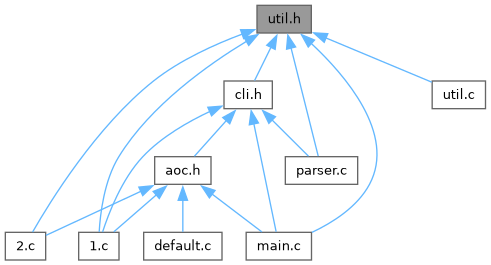 util.h
cli.h
util.c
aoc.h
parser.c
2.c
1.c
default.c
main.c